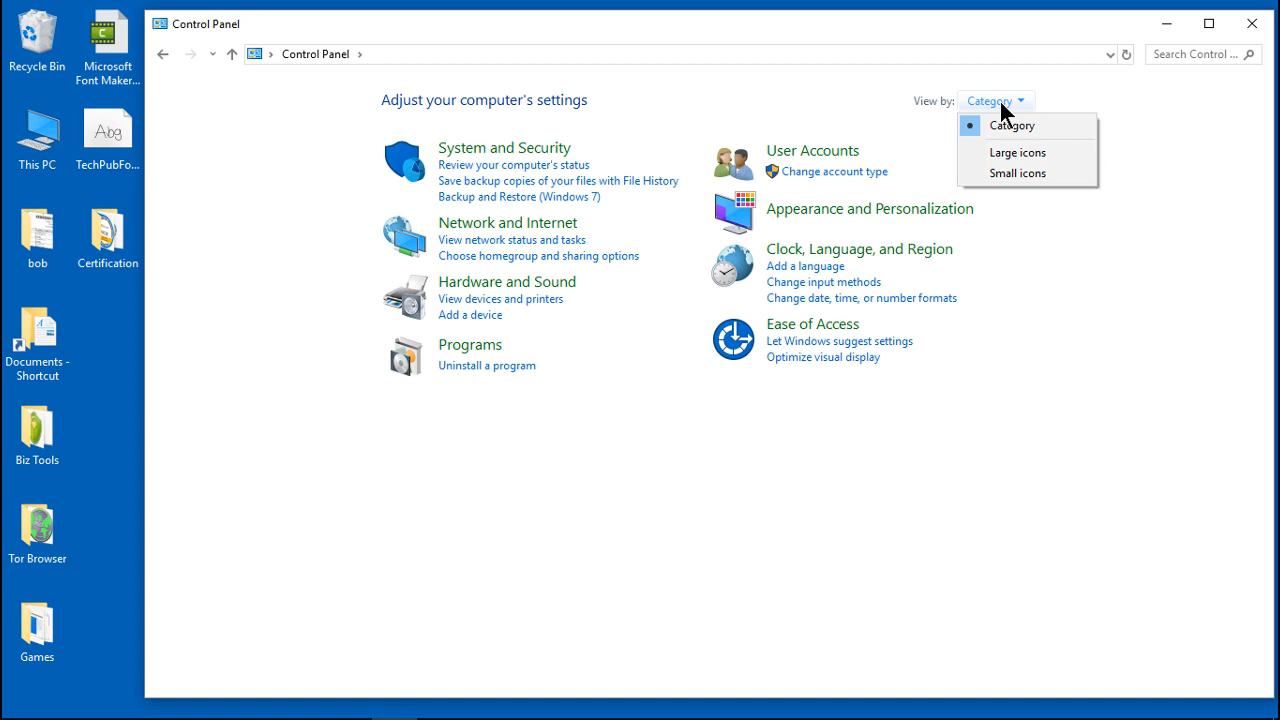 Recycle Bin
Microsoft
Font Maker...
This PC
TechPubFo...
Abg
bob
Certification
Documents -
Shortcut
Biz Tools
Tor Browser
Games
Control Panel
Control Panel
Search Control ...
Adjust your computer's settings
View by: Category
Category
Large icons
Small icons
System and Security
Review your computer's status
Save backup copies of your files with File History
Backup and Restore (Windows 7)
Network and Internet
View network status and tasks
Choose homegroup and sharing options
Hardware and Sound
View devices and printers
Add a device
Programs
Uninstall a program
User Accounts
Change account type
Appearance and Personalization
Clock, Language, and Region
Add a language
Change input methods
Change date, time, or number formats
Ease of Access
Let Windows suggest settings
Optimize visual display